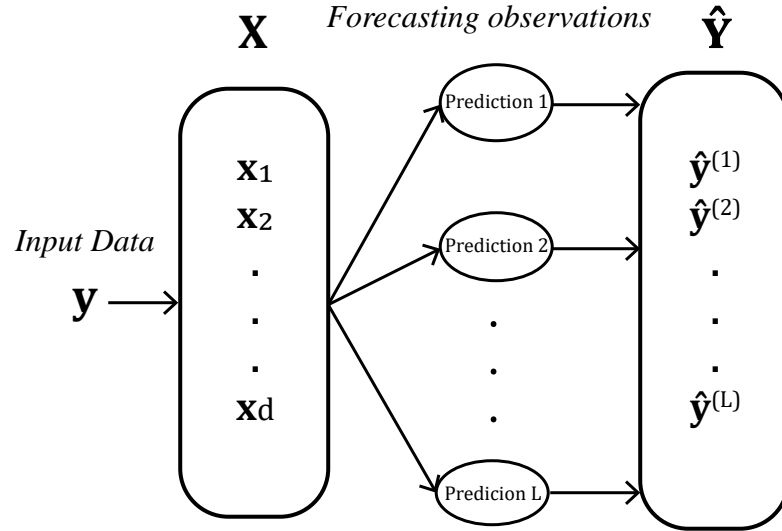 Forecasting observations
X
Ŷ
Prediction 1
x1
ŷ(1)
x2
ŷ(2)
Input Data
Prediction 2
.
.
y
.
.
.
.
.
.
.
xd
ŷ(L)
Predicion L